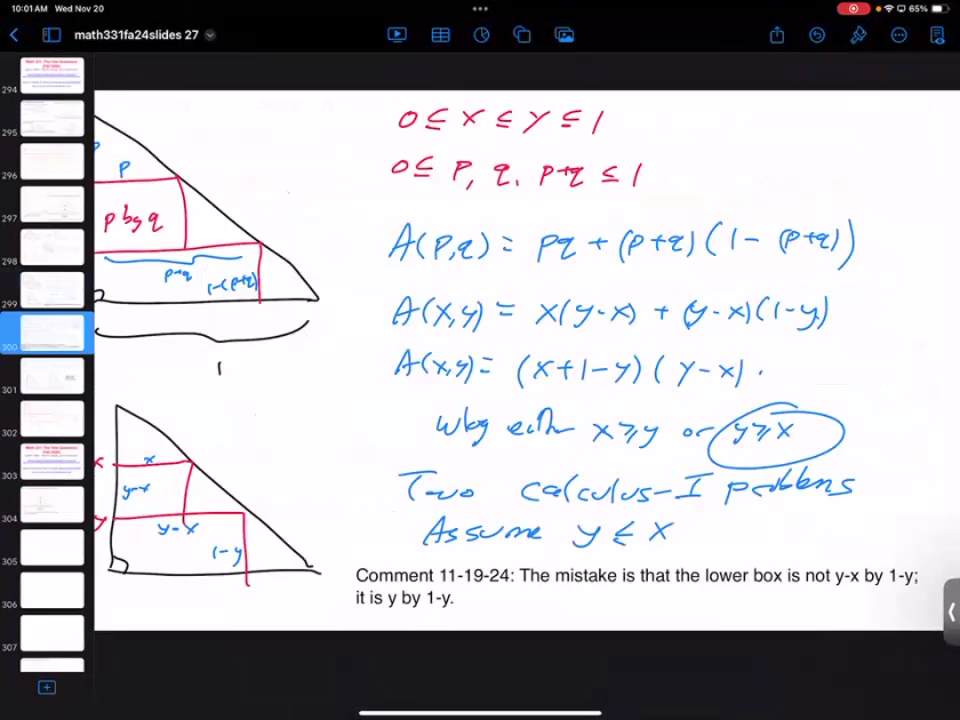 10:01 AM Wed Nov 20
65%
math331fa24slides 27
294
295
296
297
298
299
300
301
302
303
304
305
306
307
P
p by q
p+q
1-(p+q)
1
x
x
y-x
y
y-x
1-y
0 ≤ x ≤ y ≤ 1
0 ≤ p, q, p+q ≤ 1
A(p,q) = pq + (p+q)(1-(p+q))
A(x,y) = x(y-x) + (y-x)(1-y)
A(x,y) = (x+1-y)(y-x).
wlog either x ≥ y or y ≥ x
Two calculus-I problems
Assume y ≤ x
Comment 11-19-24: The mistake is that the lower box is not y-x by 1-y;
it is y by 1-y.